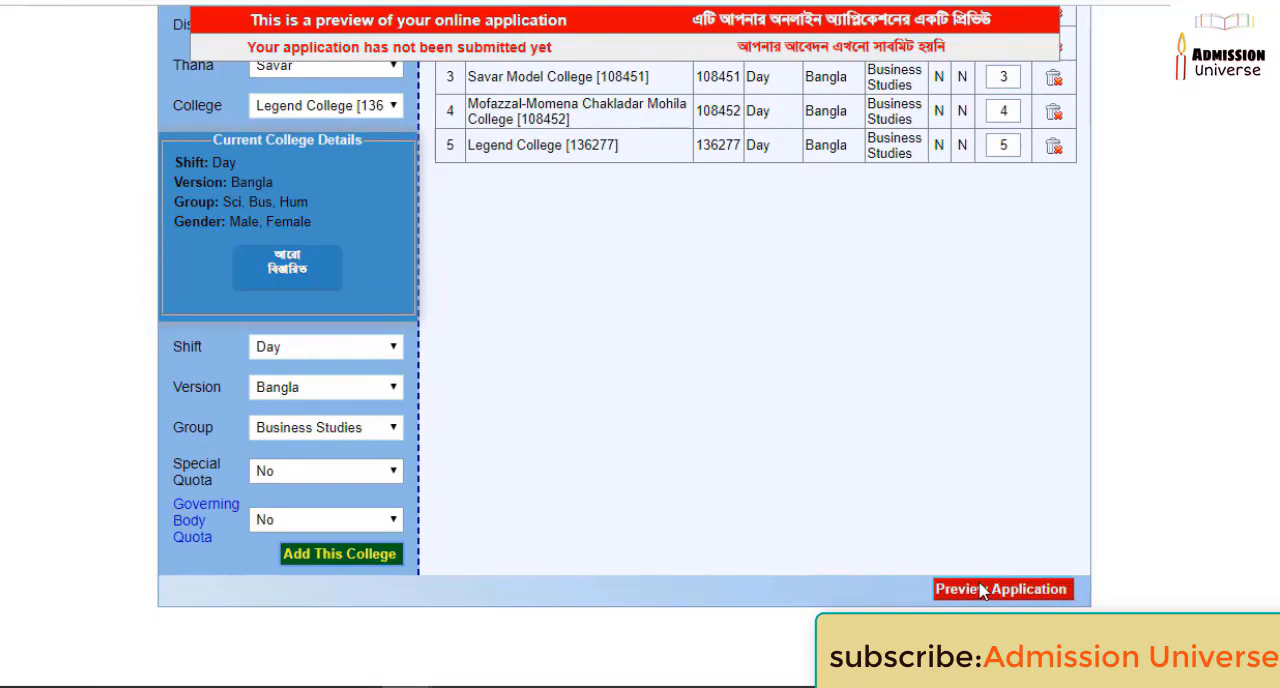 This is a preview of your online application এটি আপনার অনলাইন অ্যাপ্লিকেশনের একটি প্রিভিউ
Your application has not been submitted yet আপনার আবেদন এখনো সাবমিট হয়নি
ADMISSION
Universe
Thana Savar
College Legend College [136
Current College Details
Shift: Day
Version: Bangla
Group: Sci, Bus, Hum
Gender: Male, Female
আরো
বিস্তারিত
Shift Day
Version Bangla
Group Business Studies
Special
Quota No
Governing
Body
Quota No
Add This College
3 Savar Model College [108451] 108451 Day Bangla Business Studies N N 3
4 Mofazzal-Momena Chakladar Mohila College [108452] 108452 Day Bangla Business Studies N N 4
5 Legend College [136277] 136277 Day Bangla Business Studies N N 5
Preview Application
subscribe:Admission Universe